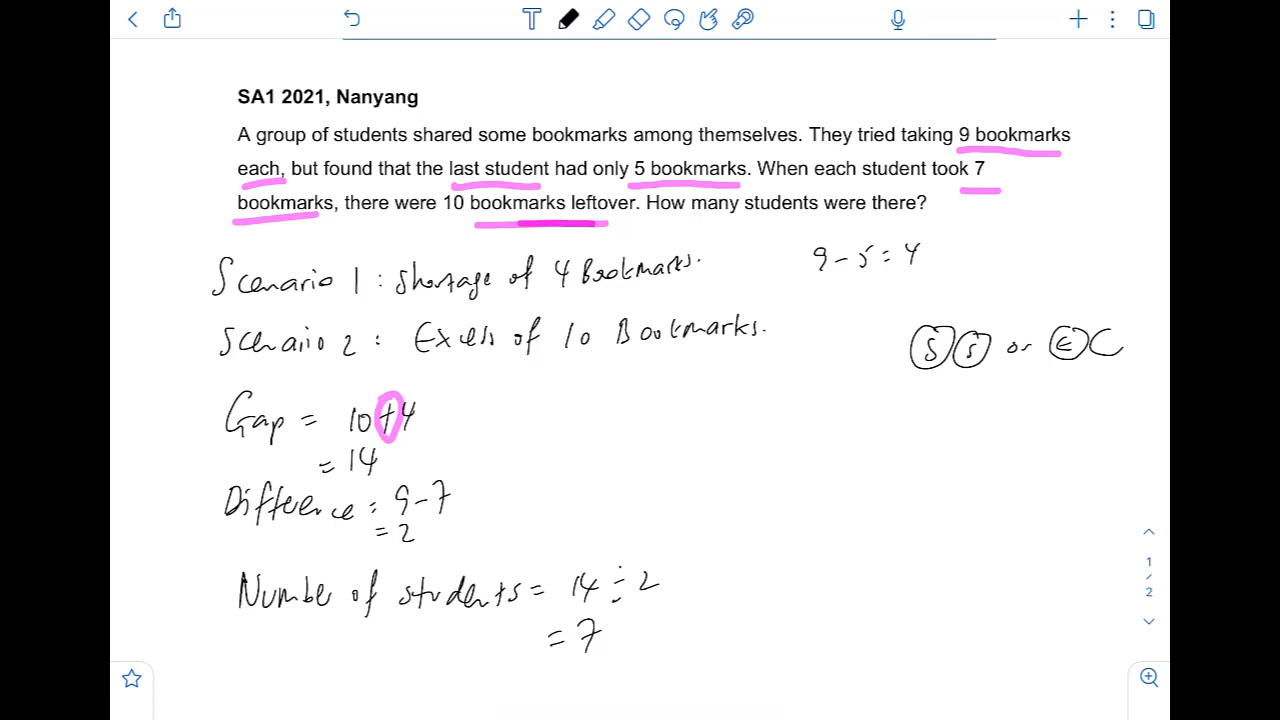 SA1 2021, Nanyang
A group of students shared some bookmarks among themselves. They tried taking 9 bookmarks
each, but found that the last student had only 5 bookmarks. When each student took 7
bookmarks, there were 10 bookmarks leftover. How many students were there?
Scenario 1 : Shortage of 4 Bookmarks.
9 - 5 = 4
Scenario 2 : Excess of 10 Bookmarks.
S S or E C
Gap = 10 + 4
= 14
Difference = 9 - 7
= 2
Number of students = 14 ÷ 2
= 7
T
1
/
2